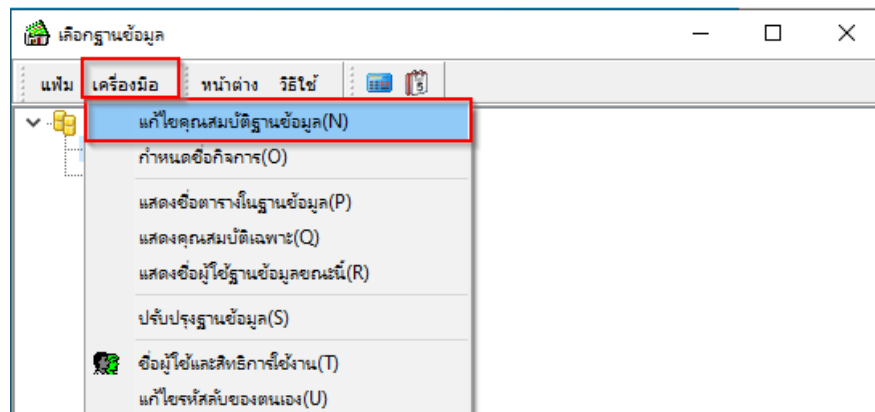 เลือกฐานข้อมูล
แฟ้ม เครื่องมือ หน้าต่าง วิธีใช้ 5
แก้ไขคุณสมบัติฐานข้อมูล(N)
กำหนดชื่อกิจการ(O)
แสดงชื่อตารางในฐานข้อมูล(P)
แสดงคุณสมบัติเฉพาะ(Q)
แสดงชื่อผู้ใช้ฐานข้อมูลขณะนี้(R)
ปรับปรุงฐานข้อมูล(S)
ชื่อผู้ใช้และสิทธิการใช้งาน(T)
แก้ไขรหัสลับของตนเอง(U)